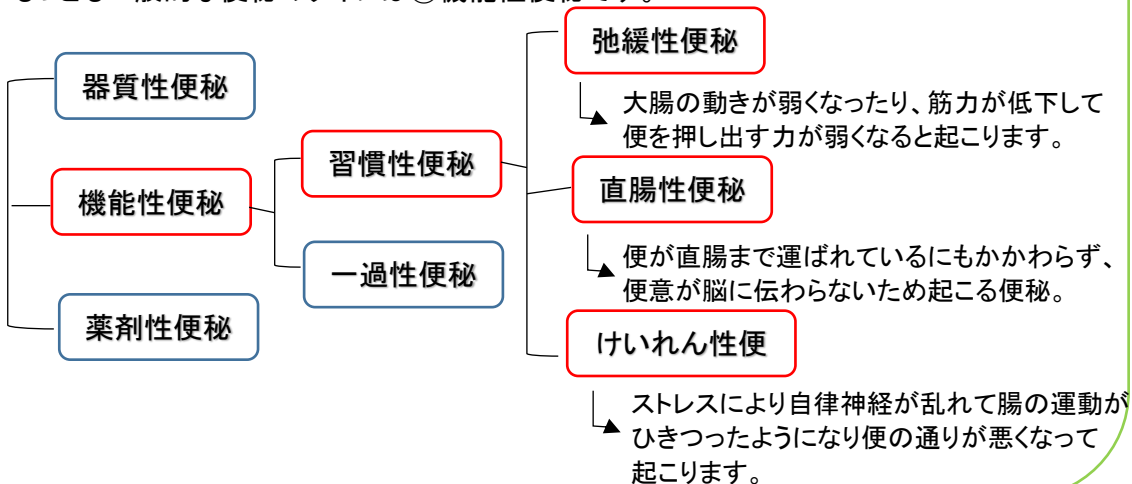 器質性便秘
機能性便秘
薬剤性便秘
習慣性便秘
一過性便秘
弛緩性便秘
大腸の動きが弱くなったり、筋力が低下して
便を押し出す力が弱くなると起こります。
直腸性便秘
便が直腸まで運ばれているにもかかわらず、
便意が脳に伝わらないため起こる便秘。
けいれん性便
ストレスにより自律神経が乱れて腸の運動が
ひきつったようになり便の通りが悪くなって
起こります。